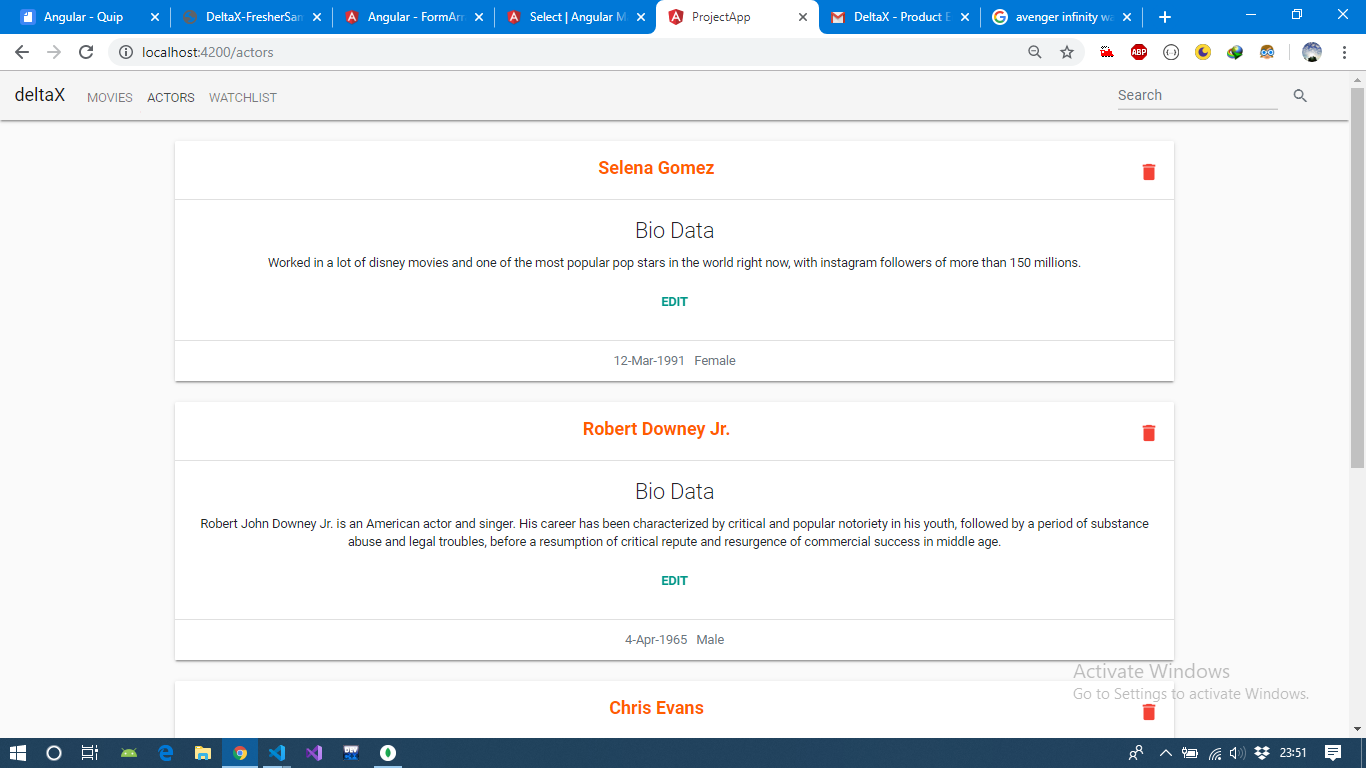 Angular - Quip
DeltaX-FresherSam
Angular - FormArr
Select | Angular M
ProjectApp
DeltaX - Product E
avenger infinity wa
localhost:4200/actors
ABP
deltaX MOVIES ACTORS WATCHLIST Search
Selena Gomez
Bio Data
Worked in a lot of disney movies and one of the most popular pop stars in the world right now, with instagram followers of more than 150 millions.
EDIT
12-Mar-1991 Female
Robert Downey Jr.
Bio Data
Robert John Downey Jr. is an American actor and singer. His career has been characterized by critical and popular notoriety in his youth, followed by a period of substance
abuse and legal troubles, before a resumption of critical repute and resurgence of commercial success in middle age.
EDIT
4-Apr-1965 Male
Activate Windows
Go to Settings to activate Windows.
Chris Evans
23:51